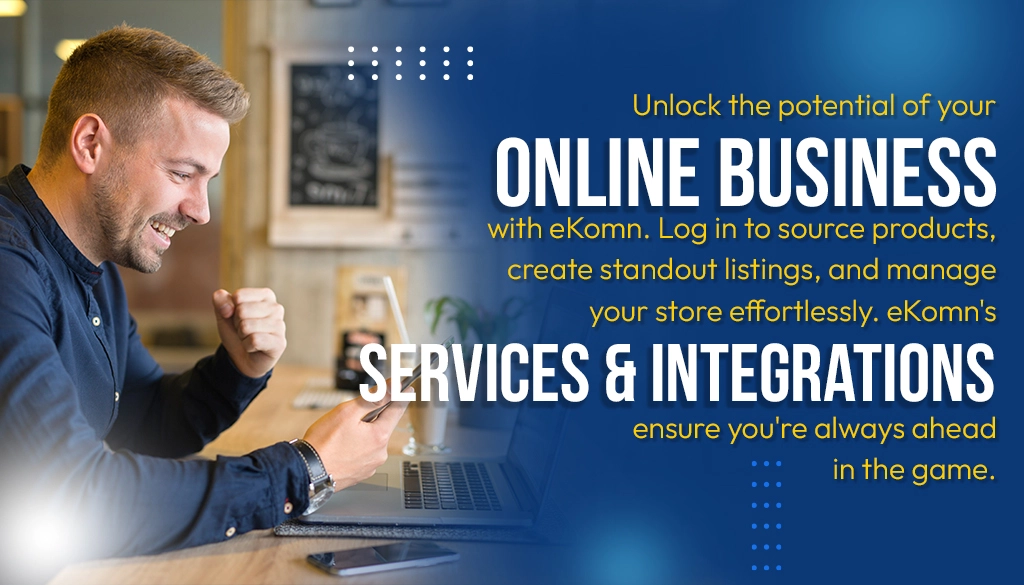 Unlock the potential of your
ONLINE BUSINESS
with eKomn. Log in to source products,
create standout listings, and manage
your store effortlessly. eKomn's
SERVICES & INTEGRATIONS
ensure you're always ahead
in the game.